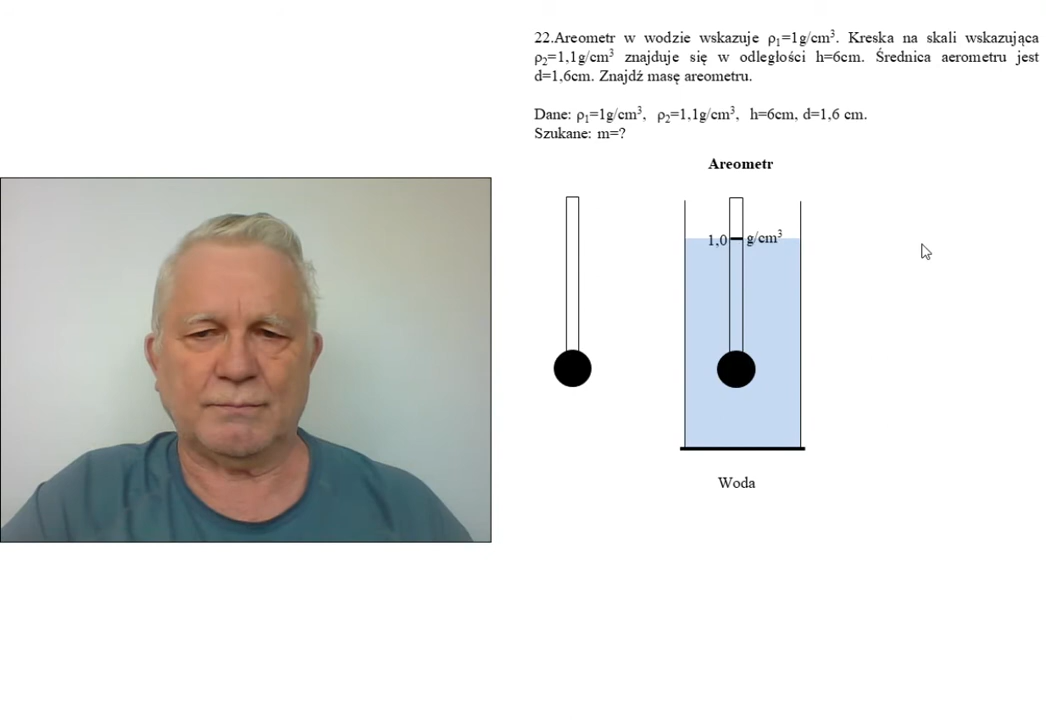 22.Areometr w wodzie wskazuje ρ₁=1g/cm³. Kreska na skali wskazująca
ρ₂=1,1g/cm³ znajduje się w odległości h=6cm. Średnica aerometru jest
d=1,6cm. Znajdź masę areometru.
Dane: ρ₁=1g/cm³, ρ₂=1,1g/cm³, h=6cm, d=1,6 cm.
Szukane: m=?
Areometr
1,0 g/cm³
Woda